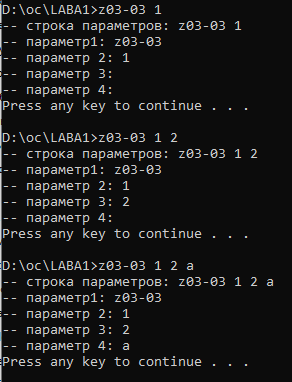 D:\oc\LABA1>z03-03 1
-- строка параметров: z03-03 1
-- параметр1: z03-03
-- параметр 2: 1
-- параметр 3:
-- параметр 4:
Press any key to continue . . .
D:\oc\LABA1>z03-03 1 2
-- строка параметров: z03-03 1 2
-- параметр1: z03-03
-- параметр 2: 1
-- параметр 3: 2
-- параметр 4:
Press any key to continue . . .
D:\oc\LABA1>z03-03 1 2 a
-- строка параметров: z03-03 1 2 a
-- параметр1: z03-03
-- параметр 2: 1
-- параметр 3: 2
-- параметр 4: a
Press any key to continue . . .